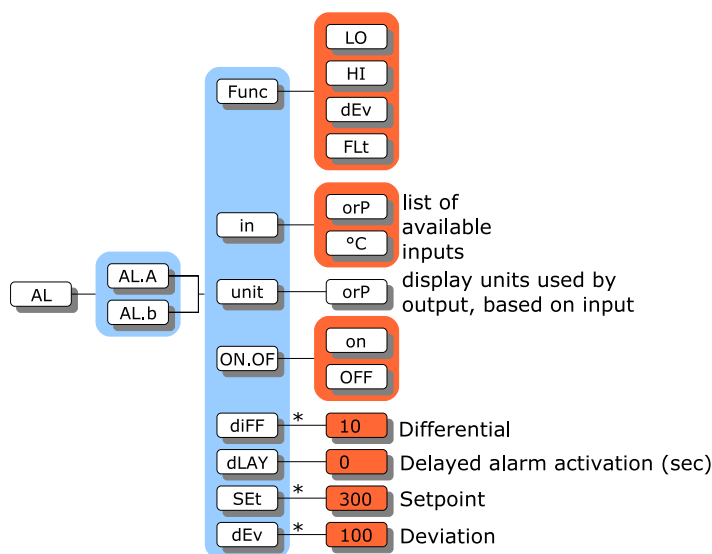 LO
HI
Func
dEv
FLt
orP
list of
in
available
°C
inputs
AL.A
AL
unit
orP
display units used by
AL.b
output, based on input
on
ON.OF
OFF
diFF * 10 Differential
dLAY 0 Delayed alarm activation (sec)
SEt * 300 Setpoint
dEv * 100 Deviation